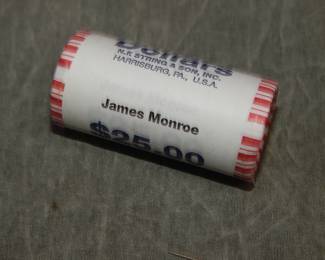 Dollars
N.F. STRING & SON, INC.
HARRISBURG, PA., U.S.A.
James Monroe
$25.00